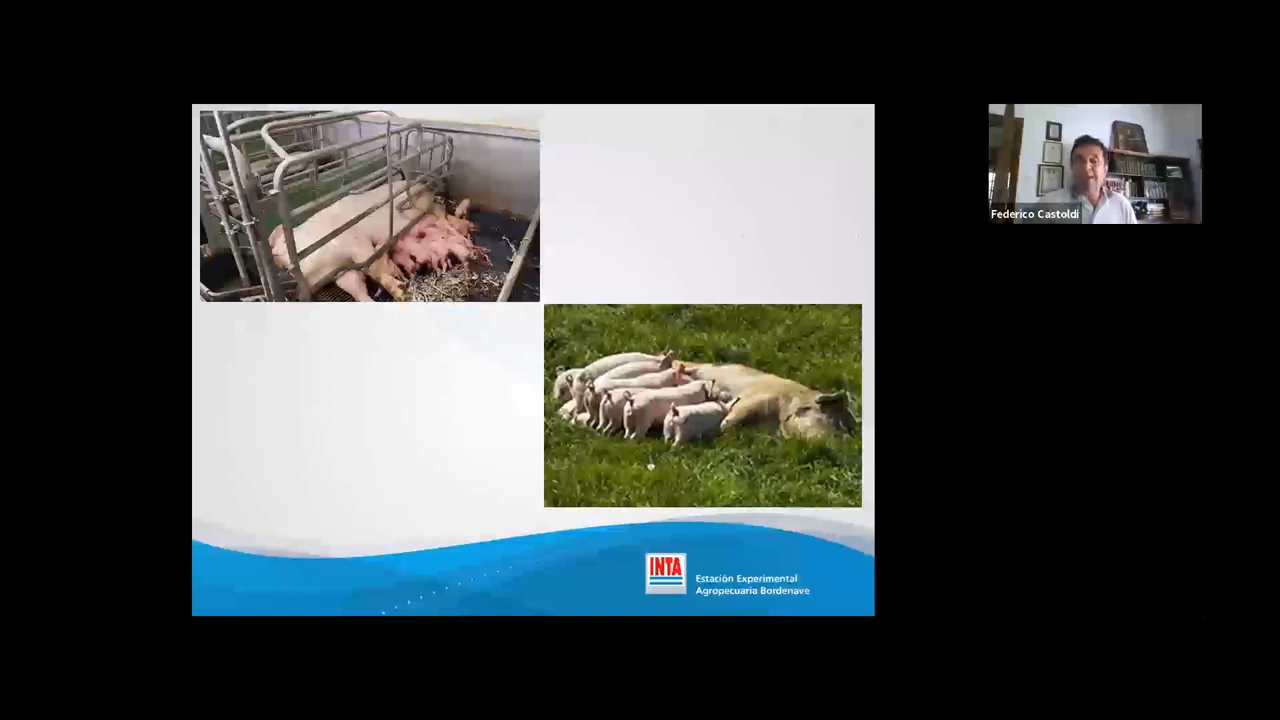 Federico Castoldi
INTA
Estación Experimental
Agropecuaria Bordenave